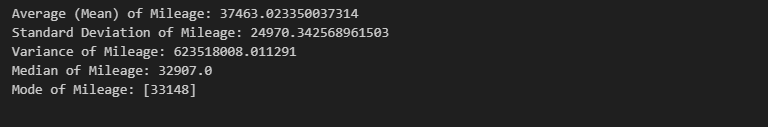 Average (Mean) of Mileage: 37463.023350037314
Standard Deviation of Mileage: 24970.342568961503
Variance of Mileage: 623518008.011291
Median of Mileage: 32907.0
Mode of Mileage: [33148]